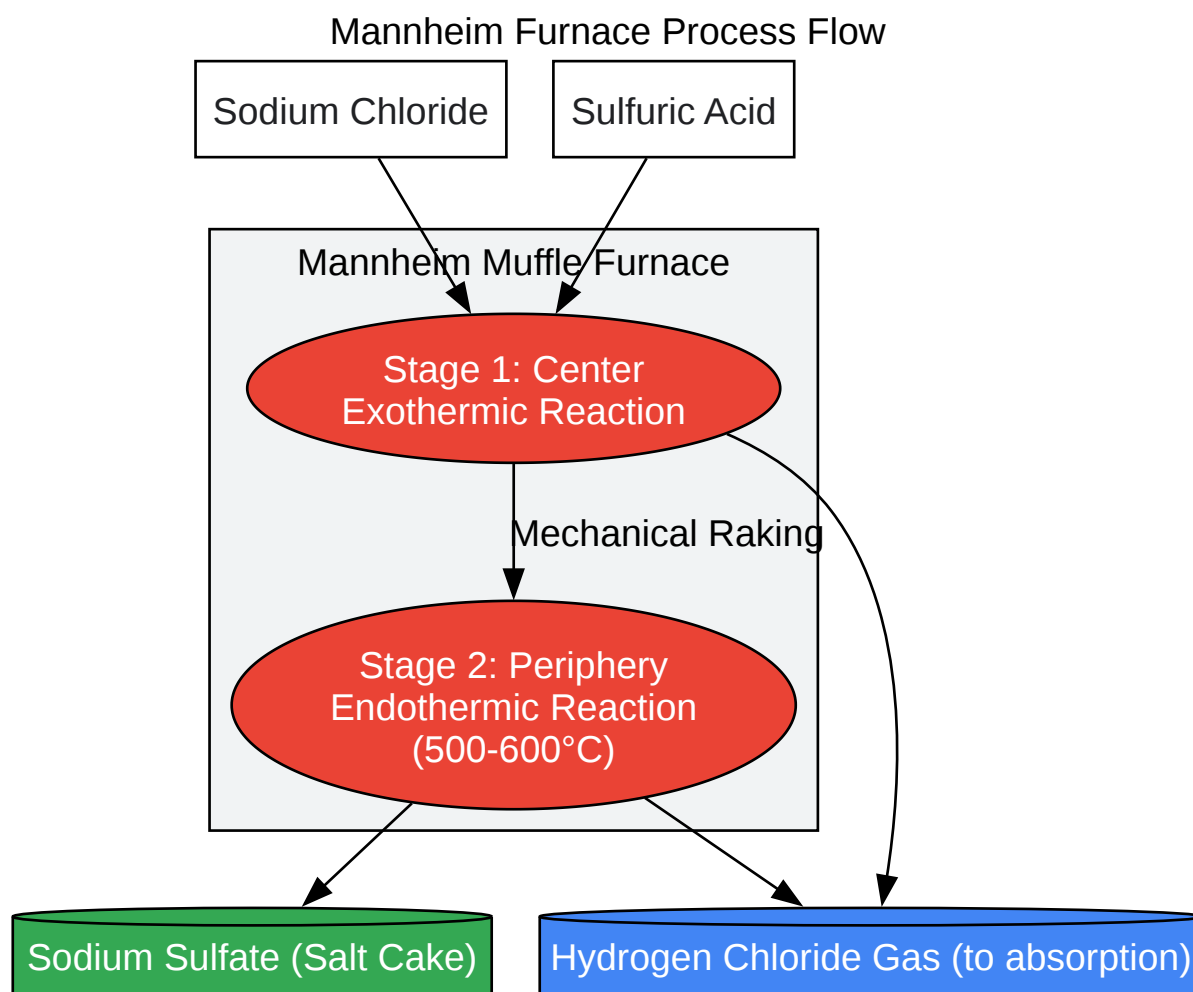 Mannheim Furnace Process Flow
Sodium Chloride
Sulfuric Acid
Mannheim Muffle Furnace
Stage 1: Center
Exothermic Reaction
Mechanical Raking
Stage 2: Periphery
Endothermic Reaction
(500-600°C)
Sodium Sulfate (Salt Cake)
Hydrogen Chloride Gas (to absorption)